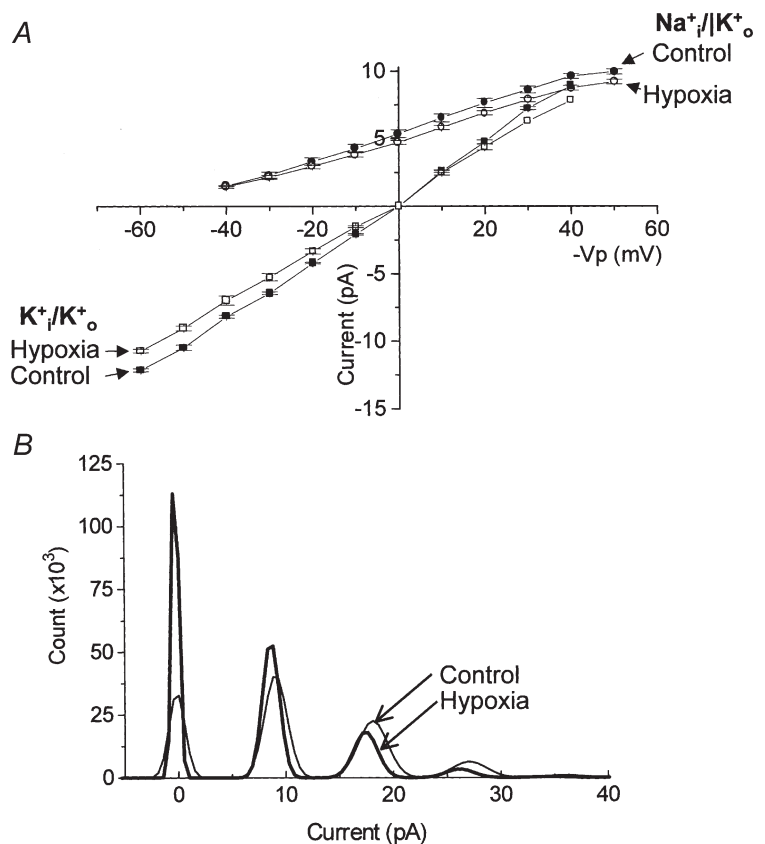 A
Na⁺ᵢ/|K⁺ₒ
Control
Hypoxia
10
5
-60 -40 -20 20 40 60
-Vp (mV)
-5
-10
-15
Current (pA)
K⁺ᵢ/K⁺ₒ
Hypoxia
Control
B
125
100
75
50
25
0
Count (x10³)
Control
Hypoxia
0 10 20 30 40
Current (pA)